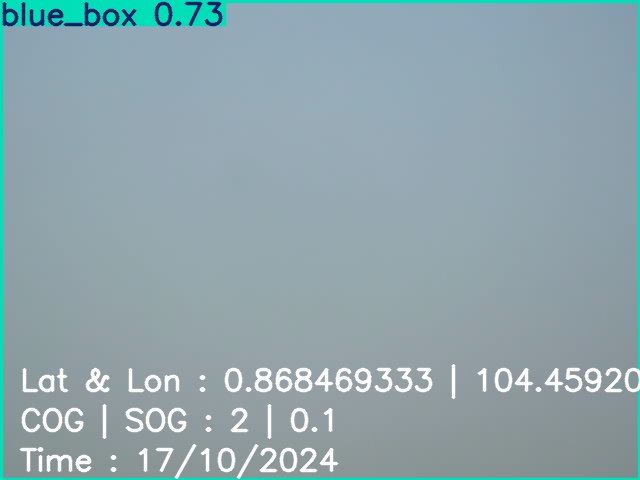 blue_box 0.73
Lat & Lon : 0.868469333 | 104.45920
COG | SOG : 2 | 0.1
Time : 17/10/2024